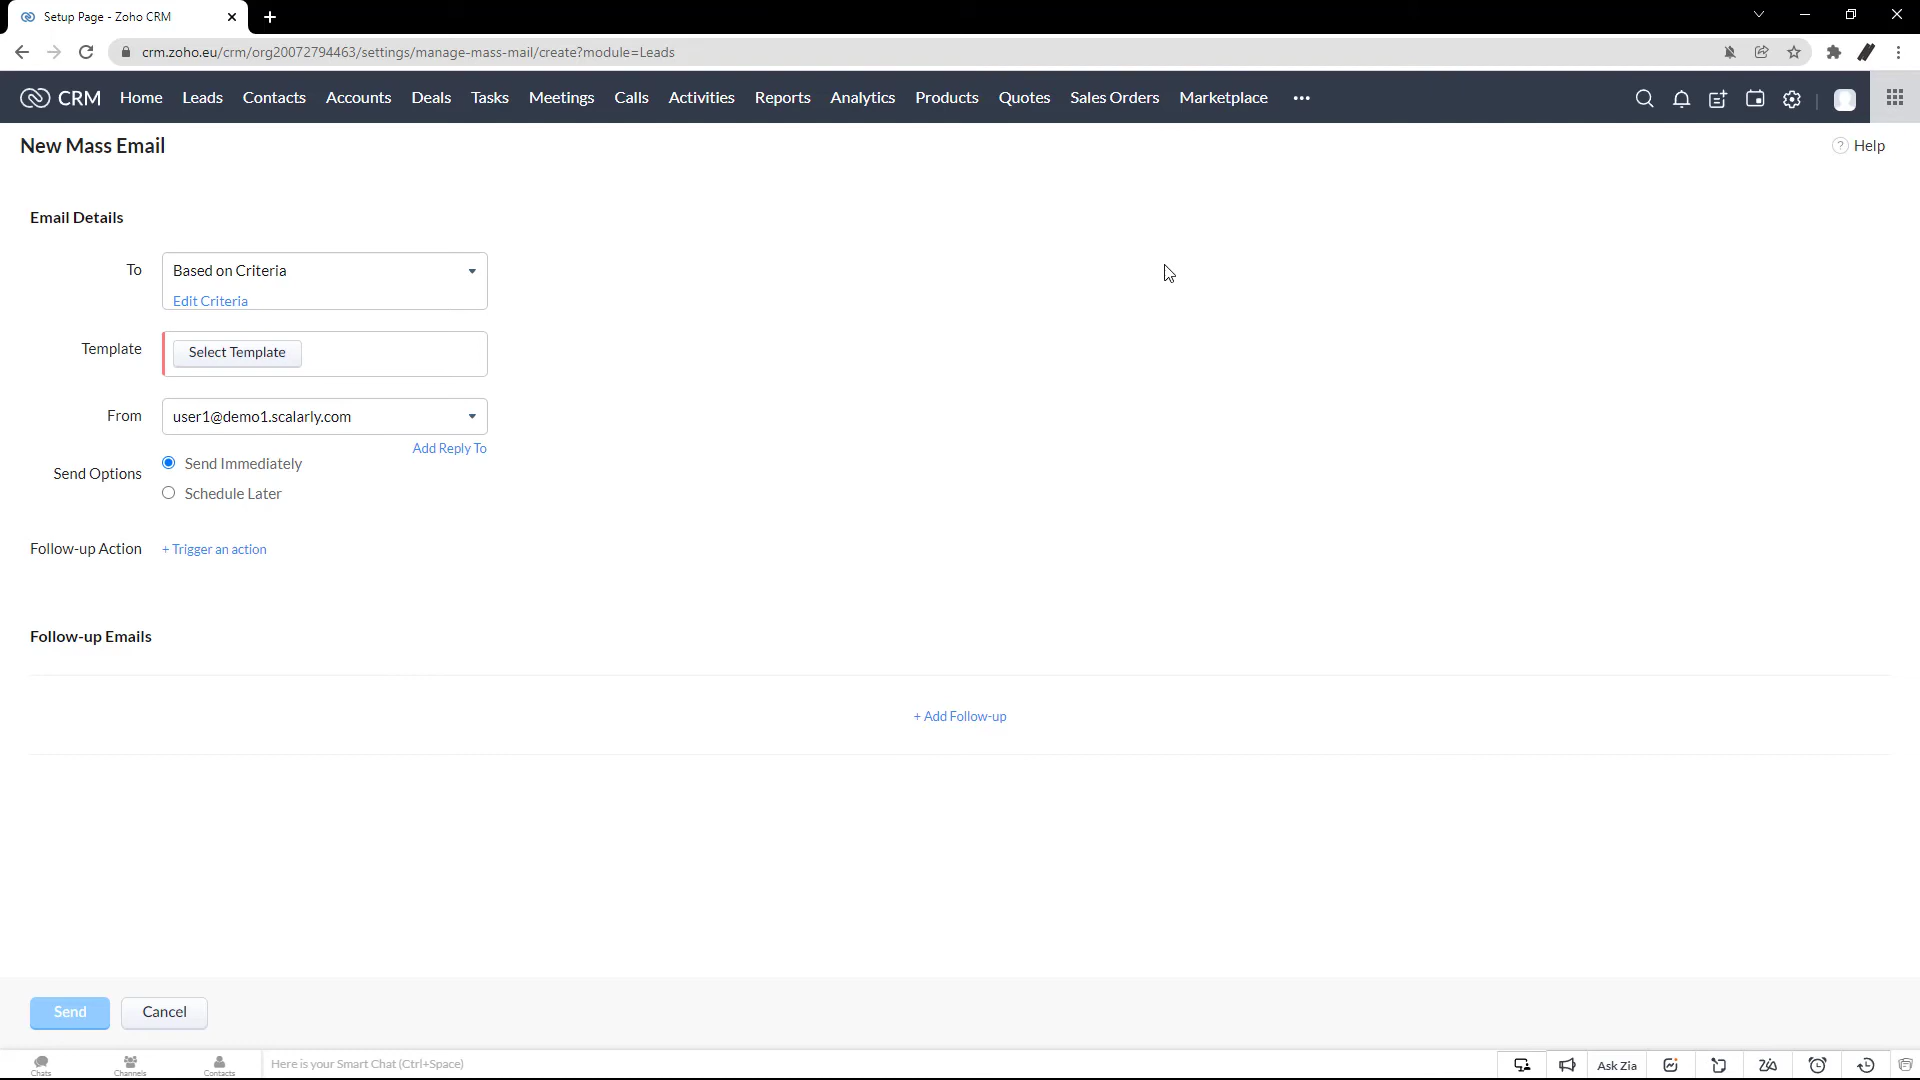 Setup Page - Zoho CRM
crm.zoho.eu/crm/org20072794463/settings/manage-mass-mail/create?module=Leads
CRM Home Leads Contacts Accounts Deals Tasks Meetings Calls Activities Reports Analytics Products Quotes Sales Orders Marketplace •••
New Mass Email
? Help
Email Details
To Based on Criteria
Edit Criteria
Template Select Template
From user1@demo1.scalarly.com
Add Reply To
Send Options Send Immediately
Schedule Later
Follow-up Action + Trigger an action
Follow-up Emails
+ Add Follow-up
Send Cancel
Chats Channels Contacts Here is your Smart Chat (Ctrl+Space) Ask Zia